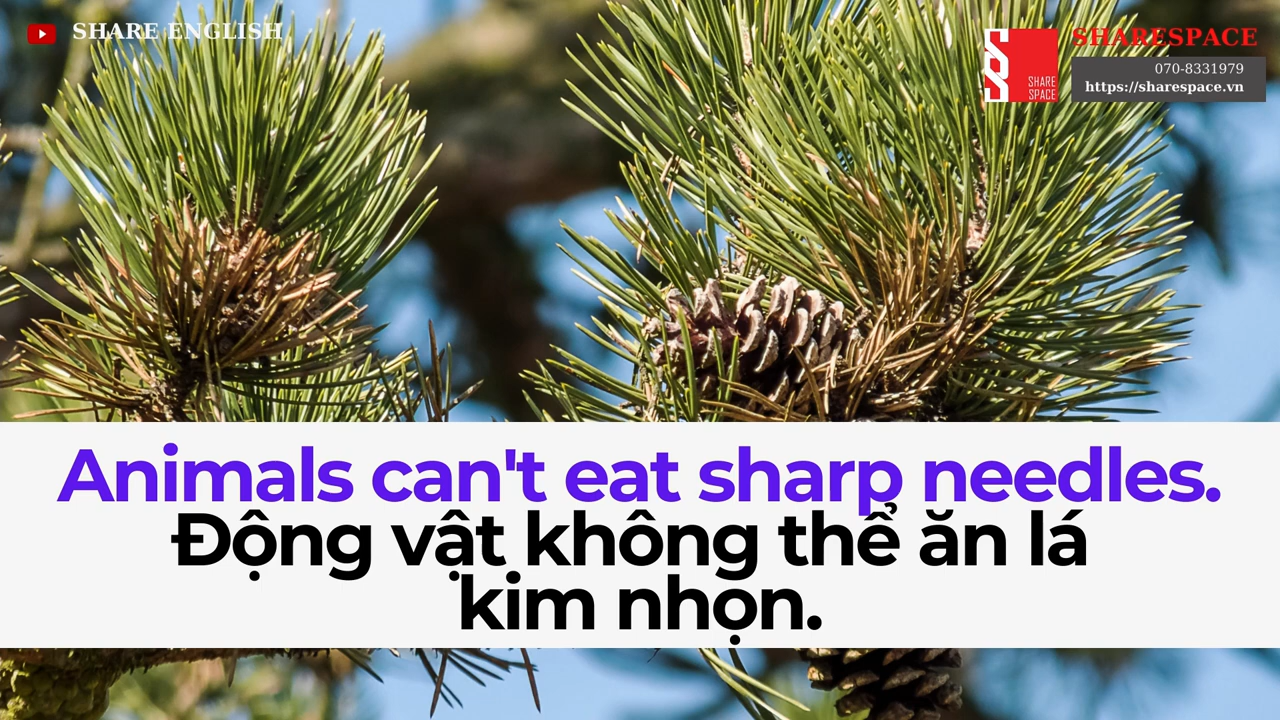 SHARE ENGLISH
SHARESPACE
070-8331979
https://sharespace.vn
SHARE
SPACE
Animals can't eat sharp needles.
Động vật không thể ăn lá
kim nhọn.